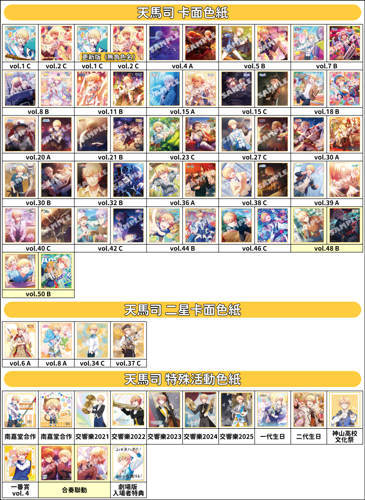 天馬司 卡面色紙
更新版（無角色名）
vol.1 C vol.2 C vol.1 C vol.2 C vol.4 A vol.5 B vol.7 B
vol.8 B vol.11 B vol.15 A vol.15 C vol.18 B
vol.20 A vol.21 B vol.23 C vol.27 C vol.30 A
vol.30 B vol.32 B vol.36 A vol.38 C vol.39 A
vol.40 C vol.42 C vol.44 B vol.46 C vol.48 B
vol.50 B
天馬司 二星卡面色紙
vol.6 A vol.8 A vol.34 C vol.37 C
天馬司 特殊活動色紙
南嘉堂合作 南嘉堂合作 交響樂2021 交響樂2022 交響樂2023 交響樂2024 交響樂2025 一代生日 二代生日 神山高校
文化祭
一番賞
vol. 4
合奏聯動
劇場版
入場者特典